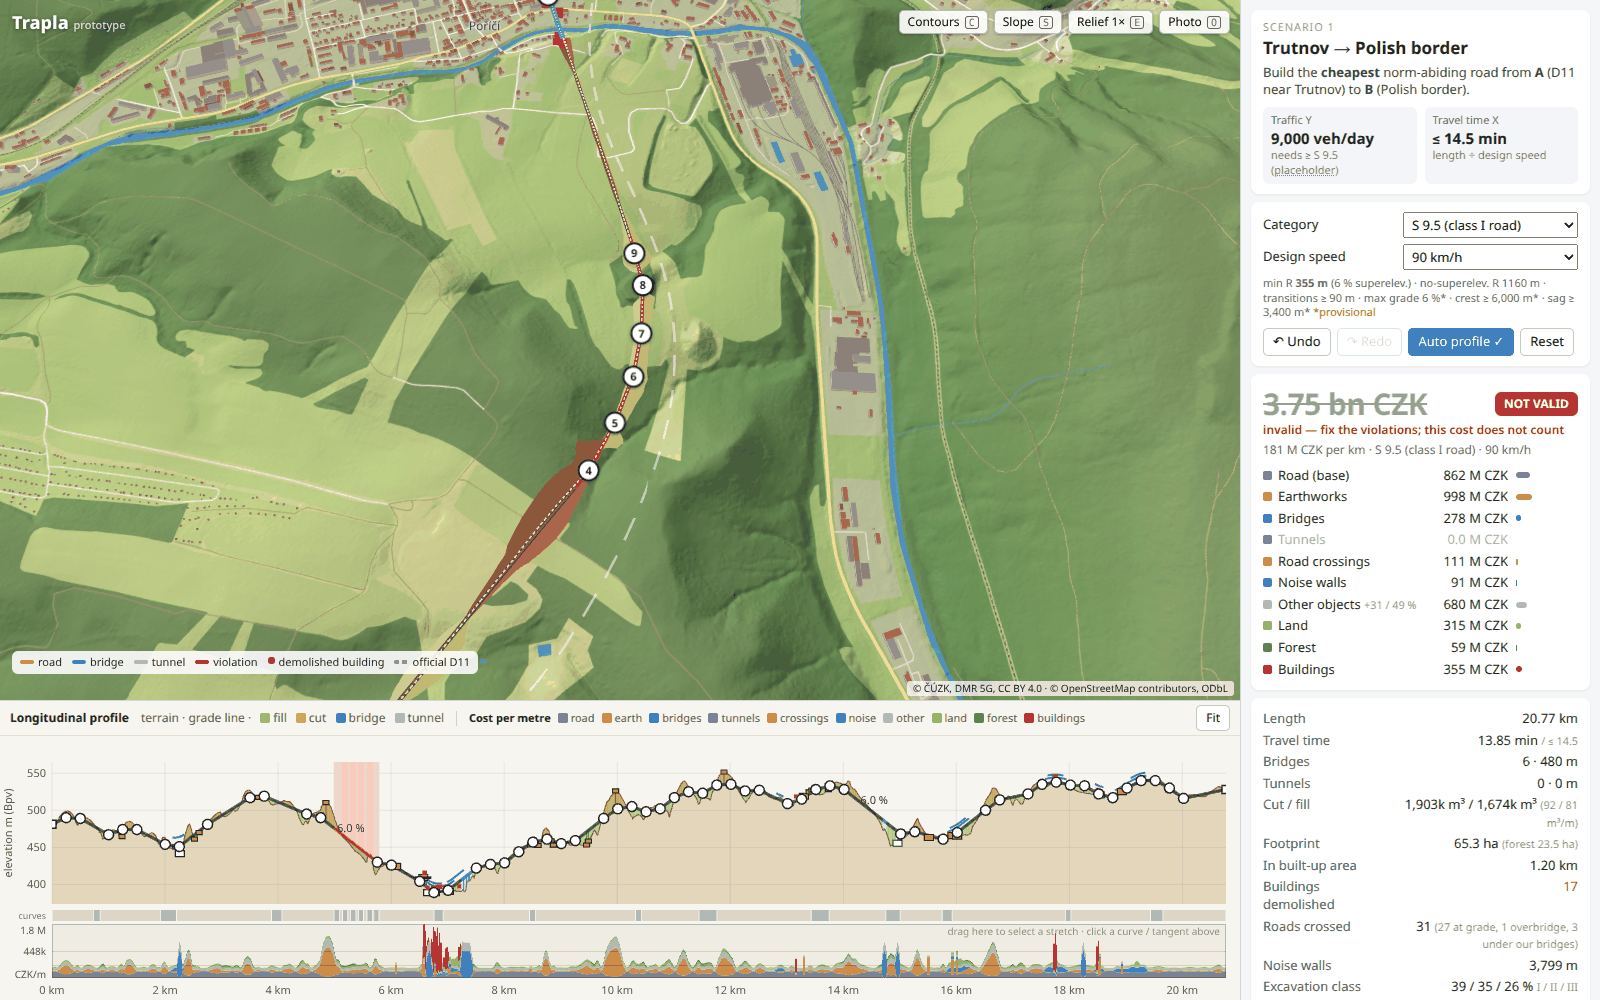 Trapla prototype
Poříčí
Contours C
Slope S
Relief 1× E
Photo O
9
8
7
6
5
4
road
bridge
tunnel
violation
demolished building
official D11
© ČÚZK, DMR 5G, CC BY 4.0 · © OpenStreetMap contributors, ODbL
SCENARIO 1
Trutnov → Polish border
Build the cheapest norm-abiding road from A (D11
near Trutnov) to B (Polish border).
Traffic Y
9,000 veh/day
needs ≥ S 9.5
(placeholder)
Travel time X
≤ 14.5 min
length ÷ design speed
Category
S 9.5 (class I road)
Design speed
90 km/h
min R 355 m (6 % superelev.) · no-superelev. R 1160 m ·
transitions ≥ 90 m · max grade 6 %* · crest ≥ 6,000 m* · sag ≥
3,400 m* *provisional
↶ Undo
↷ Redo
Auto profile ✓
Reset
3.75 bn CZK
NOT VALID
invalid — fix the violations; this cost does not count
181 M CZK per km · S 9.5 (class I road) · 90 km/h
Road (base) 862 M CZK
Earthworks 998 M CZK
Bridges 278 M CZK
Tunnels 0.0 M CZK
Road crossings 111 M CZK
Noise walls 91 M CZK
Other objects +31 / 49 % 680 M CZK
Land 315 M CZK
Forest 59 M CZK
Buildings 355 M CZK
Length 20.77 km
Travel time 13.85 min / ≤ 14.5
Bridges 6 · 480 m
Tunnels 0 · 0 m
Cut / fill 1,903k m³ / 1,674k m³ (92 / 81
m³/m)
Footprint 65.3 ha (forest 23.5 ha)
In built-up area 1.20 km
Buildings
demolished 17
Roads crossed 31 (27 at grade, 1 overbridge, 3
under our bridges)
Noise walls 3,799 m
Excavation class 39 / 35 / 26 % I / II / III
Longitudinal profile
terrain · grade line ·
fill
cut
bridge
tunnel
Cost per metre
road
earth
bridges
tunnels
crossings
noise
other
land
forest
buildings
Fit
elevation m (Bpv)
550
500
450
400
6.0 %
6.0 %
curves
drag here to select a stretch · click a curve / tangent above
1.8 M
448k
CZK/m
0 km
2 km
4 km
6 km
8 km
10 km
12 km
14 km
16 km
18 km
20 km